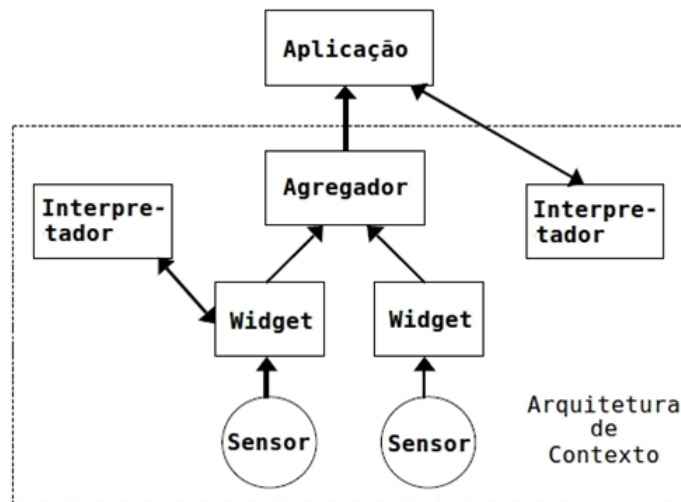 Aplicação
Agregador
Interpre-
tador
Interpre-
tador
Widget
Widget
Sensor
Sensor
Arquitetura
de
Contexto